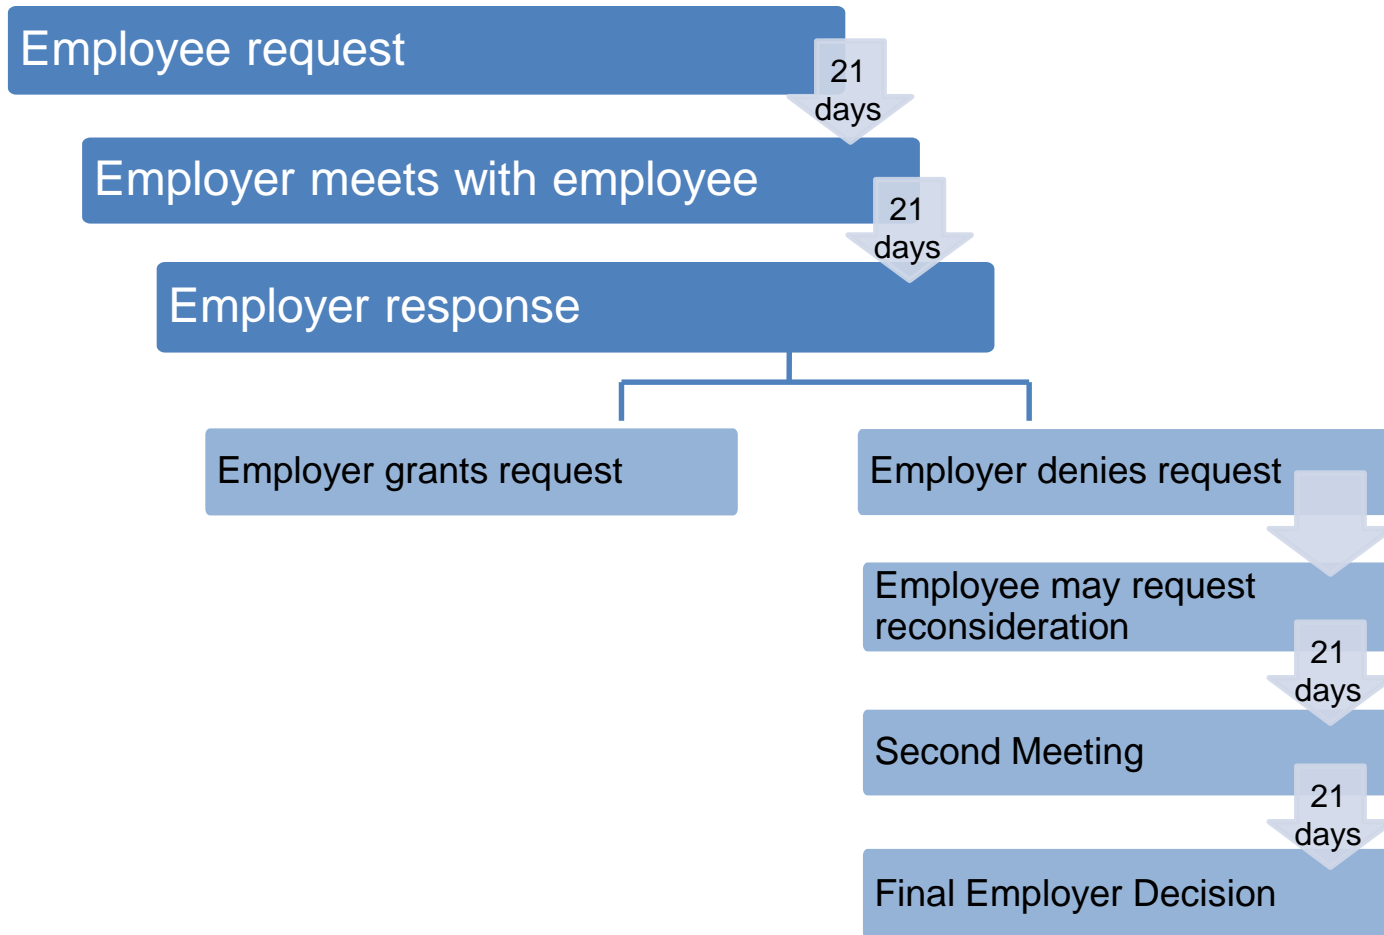 Employee request
21
days
Employer meets with employee
21
days
Employer response
Employer grants request
Employer denies request
Employee may request
reconsideration
21
days
Second Meeting
21
days
Final Employer Decision